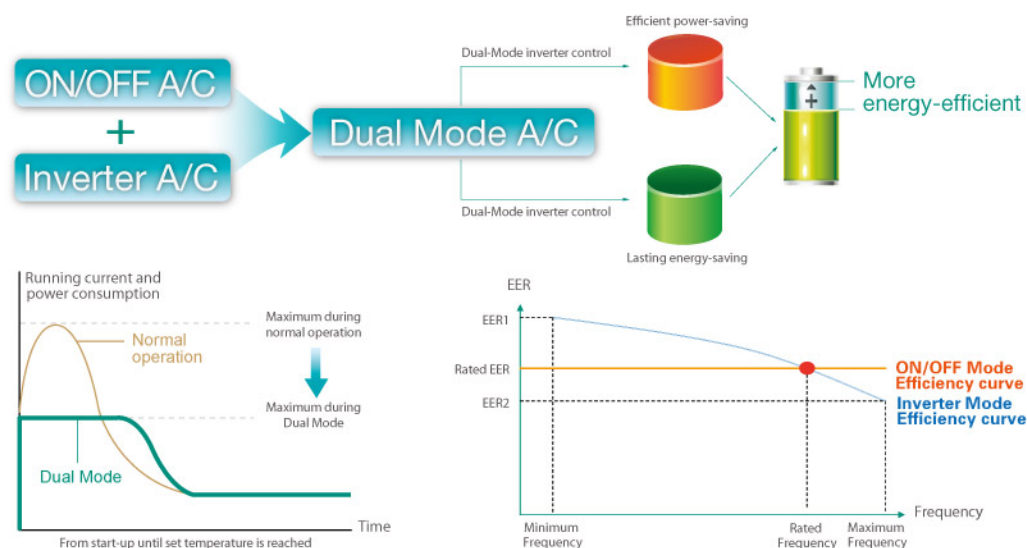 ON/OFF A/C
+
Inverter A/C
Dual Mode A/C
Dual-Mode inverter control
Dual-Mode inverter control
Efficient power-saving
Lasting energy-saving
+
More
energy-efficient
Running current and
power consumption
Normal
operation
Dual Mode
Maximum during
normal operation
Maximum during
Dual Mode
Time
From start-up until set temperature is reached
EER
EER1
Rated EER
EER2
ON/OFF Mode
Efficiency curve
Inverter Mode
Efficiency curve
Frequency
Minimum
Frequency
Rated
Frequency
Maximum
Frequency